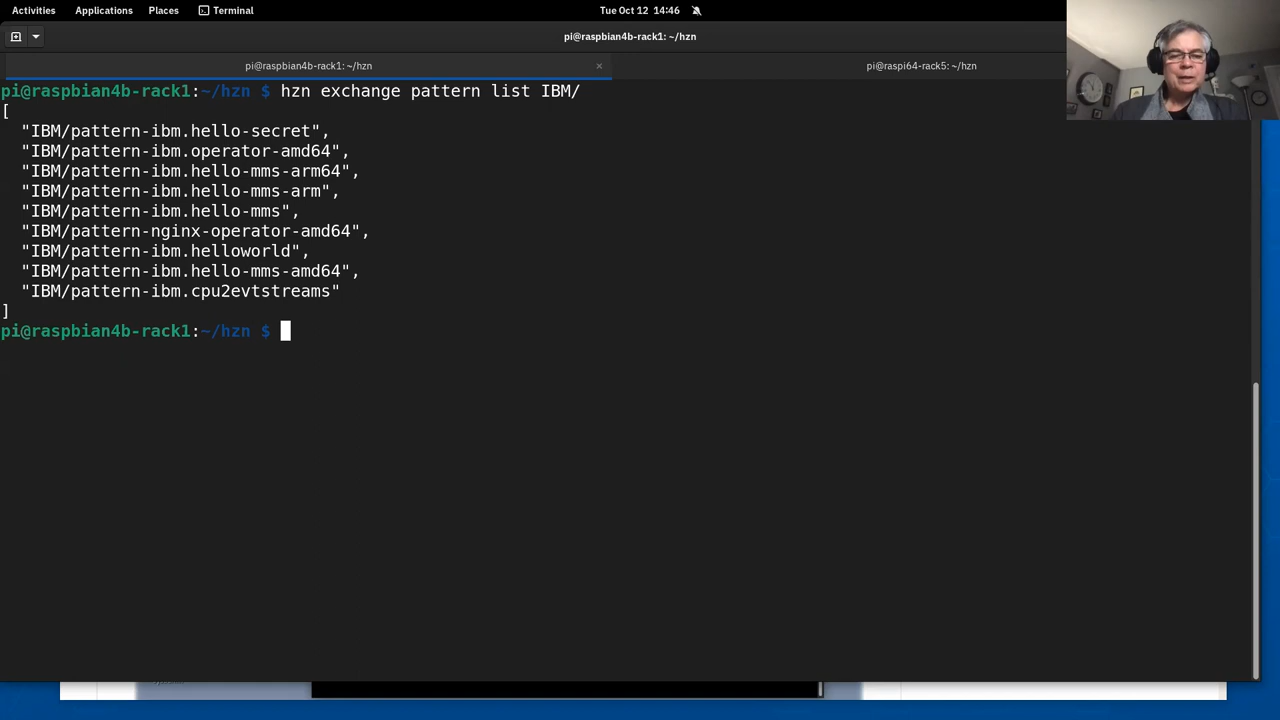 Activities Applications Places Terminal Tue Oct 12 14:46
pi@raspbian4b-rack1: ~/hzn
pi@raspbian4b-rack1: ~/hzn × pi@raspi64-rack5: ~/hzn
pi@raspbian4b-rack1:~/hzn $ hzn exchange pattern list IBM/
[
"IBM/pattern-ibm.hello-secret",
"IBM/pattern-ibm.operator-amd64",
"IBM/pattern-ibm.hello-mms-arm64",
"IBM/pattern-ibm.hello-mms-arm",
"IBM/pattern-ibm.hello-mms",
"IBM/pattern-nginx-operator-amd64",
"IBM/pattern-ibm.helloworld",
"IBM/pattern-ibm.hello-mms-amd64",
"IBM/pattern-ibm.cpu2evtstreams"
]
pi@raspbian4b-rack1:~/hzn $